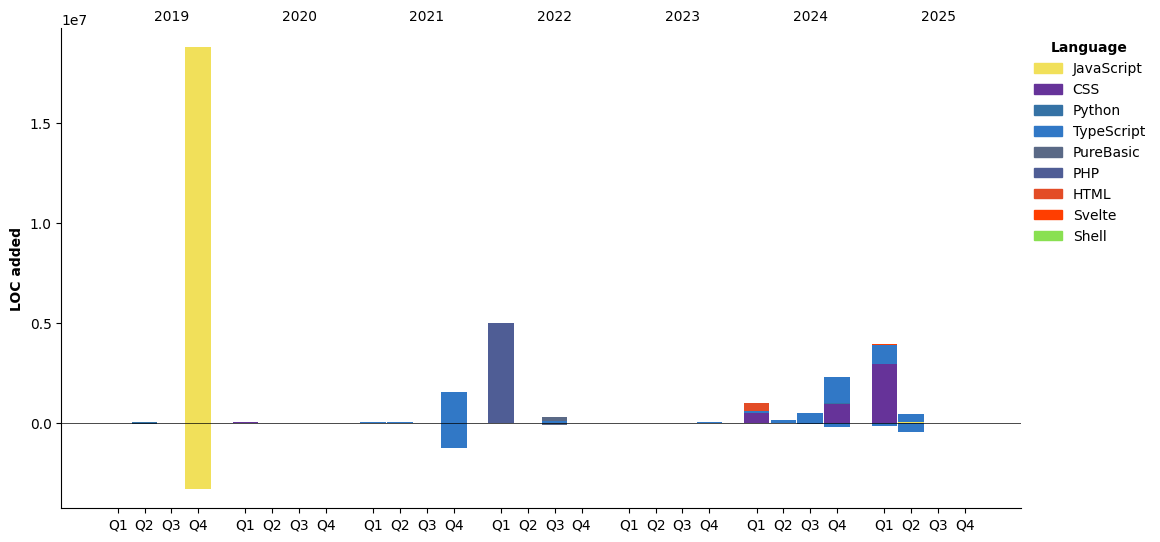 1e7
2019 2020 2021 2022 2023 2024 2025
LOC added
1.5
1.0
0.5
0.0
Q1 Q2 Q3 Q4 Q1 Q2 Q3 Q4 Q1 Q2 Q3 Q4 Q1 Q2 Q3 Q4 Q1 Q2 Q3 Q4 Q1 Q2 Q3 Q4 Q1 Q2 Q3 Q4
Language
JavaScript
CSS
Python
TypeScript
PureBasic
PHP
HTML
Svelte
Shell